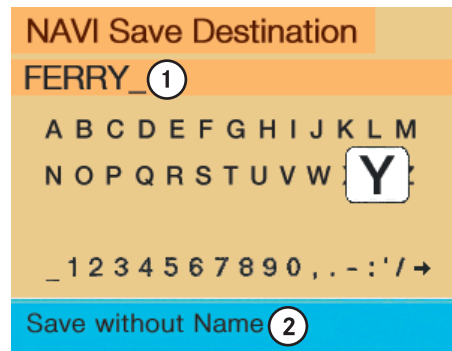 NAVI Save Destination
FERRY_ 1
A B C D E F G H I J K L M
N O P Q R S T U V W Y
_ 1 2 3 4 5 6 7 8 9 0 , . - : ' / →
Save without Name 2